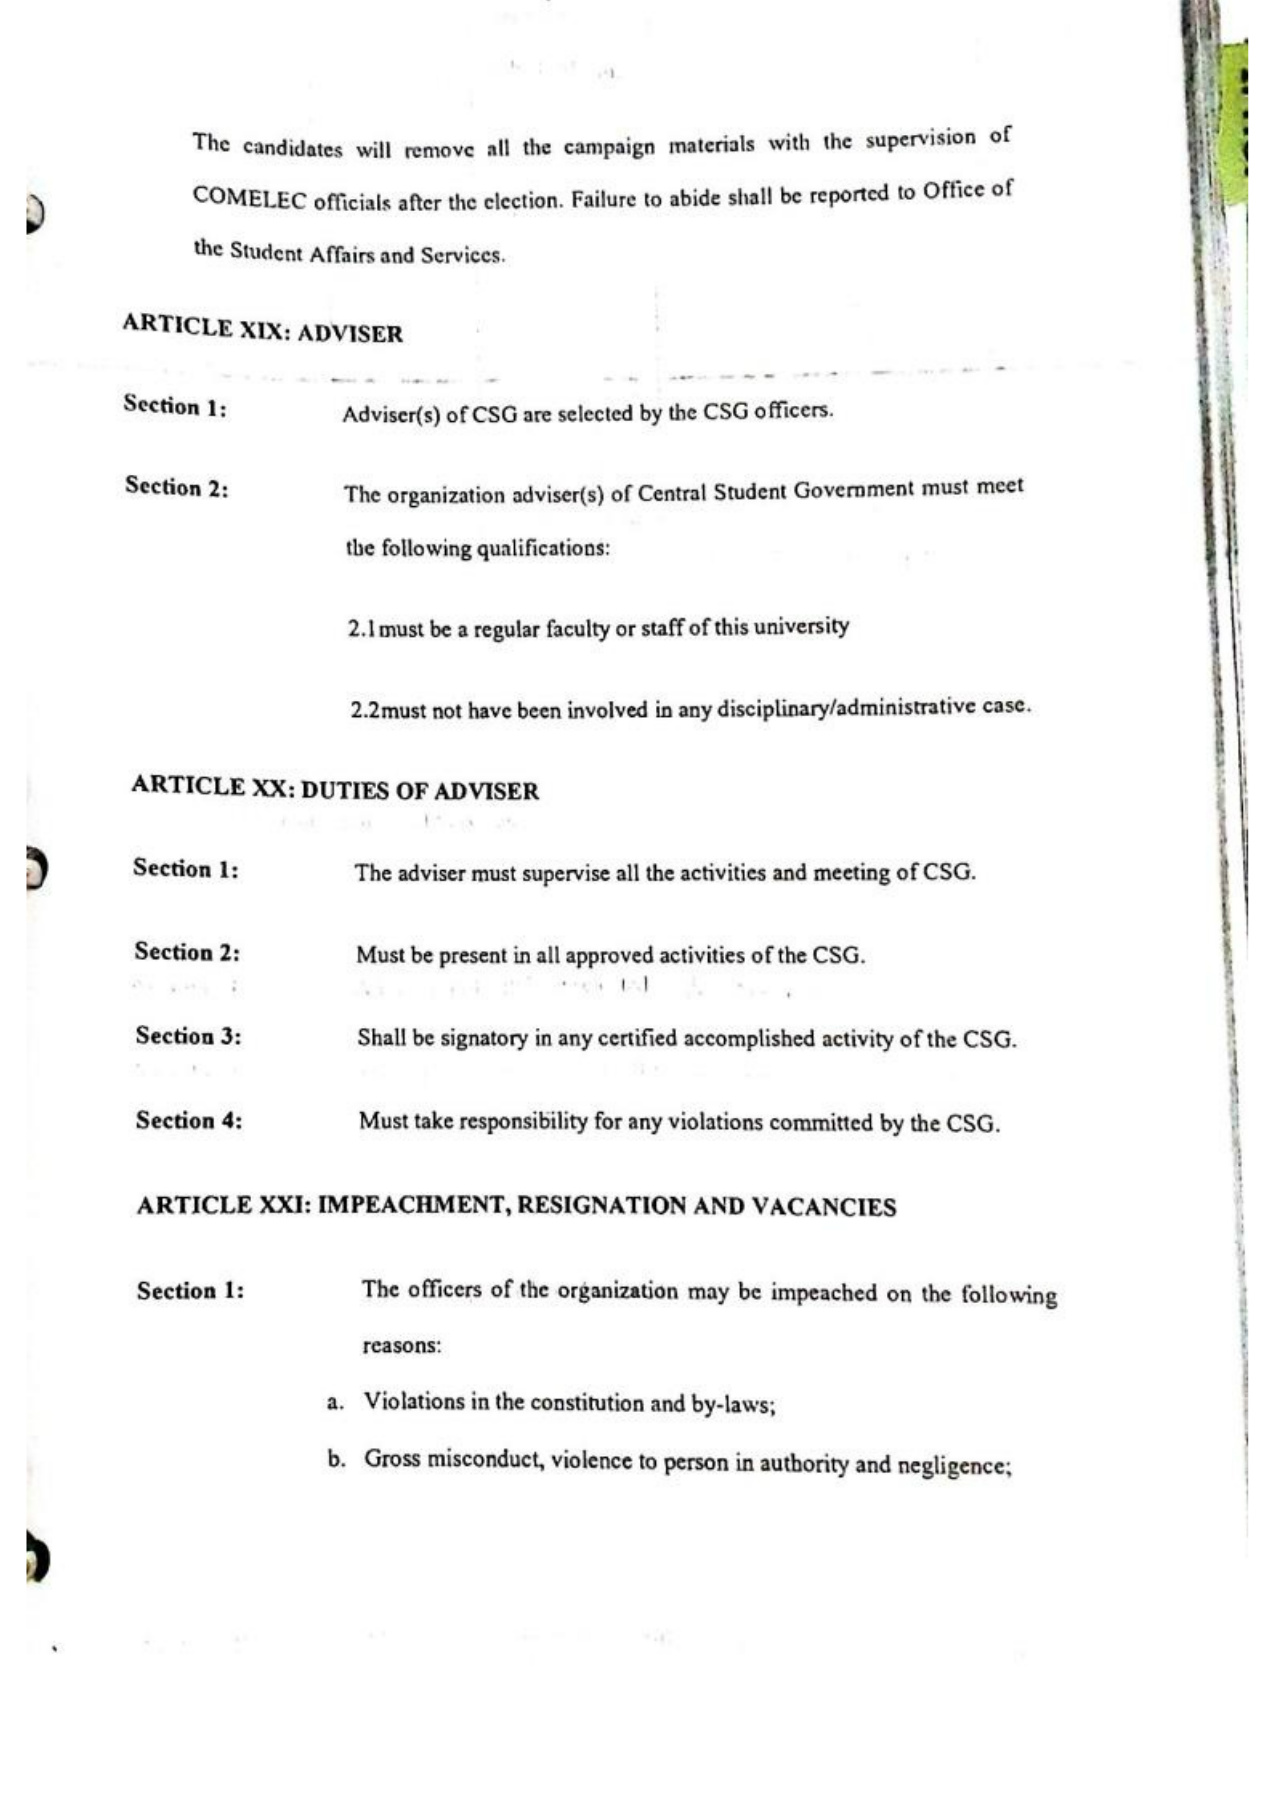 The candidates will remove all the campaign materials with the supervision of
COMELEC officials after the election. Failure to abide shall be reported to Office of
the Student Affairs and Services.
ARTICLE XIX: ADVISER
Section 1: Adviser(s) of CSG are selected by the CSG officers.
Section 2: The organization adviser(s) of Central Student Government must meet
the following qualifications:
2.1must be a regular faculty or staff of this university
2.2must not have been involved in any disciplinary/administrative case.
ARTICLE XX: DUTIES OF ADVISER
Section 1: The adviser must supervise all the activities and meeting of CSG.
Section 2: Must be present in all approved activities of the CSG.
Section 3: Shall be signatory in any certified accomplished activity of the CSG.
Section 4: Must take responsibility for any violations committed by the CSG.
ARTICLE XXI: IMPEACHMENT, RESIGNATION AND VACANCIES
Section 1: The officers of the organization may be impeached on the following
reasons:
a. Violations in the constitution and by-laws;
b. Gross misconduct, violence to person in authority and negligence;